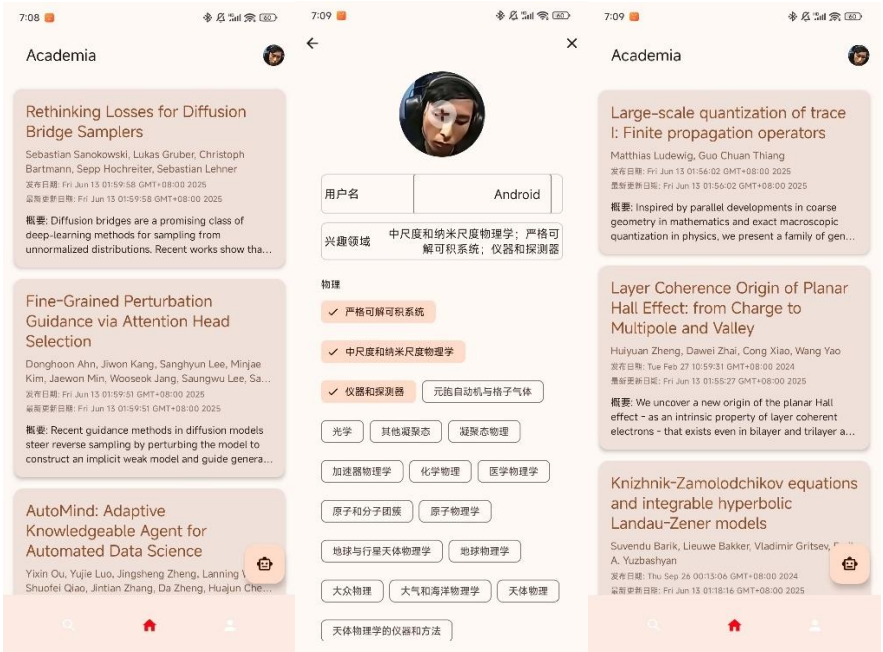 7:08
60
Academia
Rethinking Losses for Diffusion
Bridge Samplers
Sebastian Sanokowski, Lukas Gruber, Christoph
Bartmann, Sepp Hochreiter, Sebastian Lehner
发布日期: Fri Jun 13 01:59:58 GMT+08:00 2025
最新更新日期: Fri Jun 13 01:59:58 GMT+08:00 2025
概要: Diffusion bridges are a promising class of
deep-learning methods for sampling from
unnormalized distributions. Recent works show tha...
Fine-Grained Perturbation
Guidance via Attention Head
Selection
Donghoon Ahn, Jiwon Kang, Sanghyun Lee, Minjae
Kim, Jaewon Min, Wooseok Jang, Saungwu Lee, Sa...
发布日期: Fri Jun 13 01:59:51 GMT+08:00 2025
最新更新日期: Fri Jun 13 01:59:51 GMT+08:00 2025
概要: Recent guidance methods in diffusion models
steer reverse sampling by perturbing the model to
construct an implicit weak model and guide genera...
AutoMind: Adaptive
Knowledgeable Agent for
Automated Data Science
Yixin Ou, Yujie Luo, Jingsheng Zheng, Lanning
Shuofei Qiao, Jintian Zhang, Da Zheng, Huajun Che...
7:09
60
用户名 Android
兴趣领域 中尺度和纳米尺度物理学; 严格可
解可积系统; 仪器和探测器
物理
严格可解可积系统
中尺度和纳米尺度物理学
仪器和探测器 元胞自动机与格子气体
光学 其他凝聚态 凝聚态物理
加速器物理学 化学物理 医学物理学
原子和分子团簇 原子物理学
地球与行星天体物理学 地球物理学
大众物理 大气和海洋物理学 天体物理
天体物理学的仪器和方法
7:09
60
Academia
Large-scale quantization of trace
I: Finite propagation operators
Matthias Ludewig, Guo Chuan Thiang
发布日期: Fri Jun 13 01:56:02 GMT+08:00 2025
最新更新日期: Fri Jun 13 01:56:02 GMT+08:00 2025
概要: Inspired by parallel developments in coarse
geometry in mathematics and exact macroscopic
quantization in physics, we present a family of gen...
Layer Coherence Origin of Planar
Hall Effect: from Charge to
Multipole and Valley
Huiyuan Zheng, Dawei Zhai, Cong Xiao, Wang Yao
发布日期: Tue Feb 27 10:59:31 GMT+08:00 2024
最新更新日期: Fri Jun 13 01:55:27 GMT+08:00 2025
概要: We uncover a new origin of the planar Hall
effect - as an intrinsic property of layer coherent
electrons - that exists even in bilayer and trilayer a...
Knizhnik-Zamolodchikov equations
and integrable hyperbolic
Landau-Zener models
Suvendu Barik, Lieuwe Bakker, Vladimir Gritsev,
A. Yuzbashyan
发布日期: Thu Sep 26 00:13:06 GMT+08:00 2024
最新更新日期: Fri Jun 13 01:18:16 GMT+08:00 2025